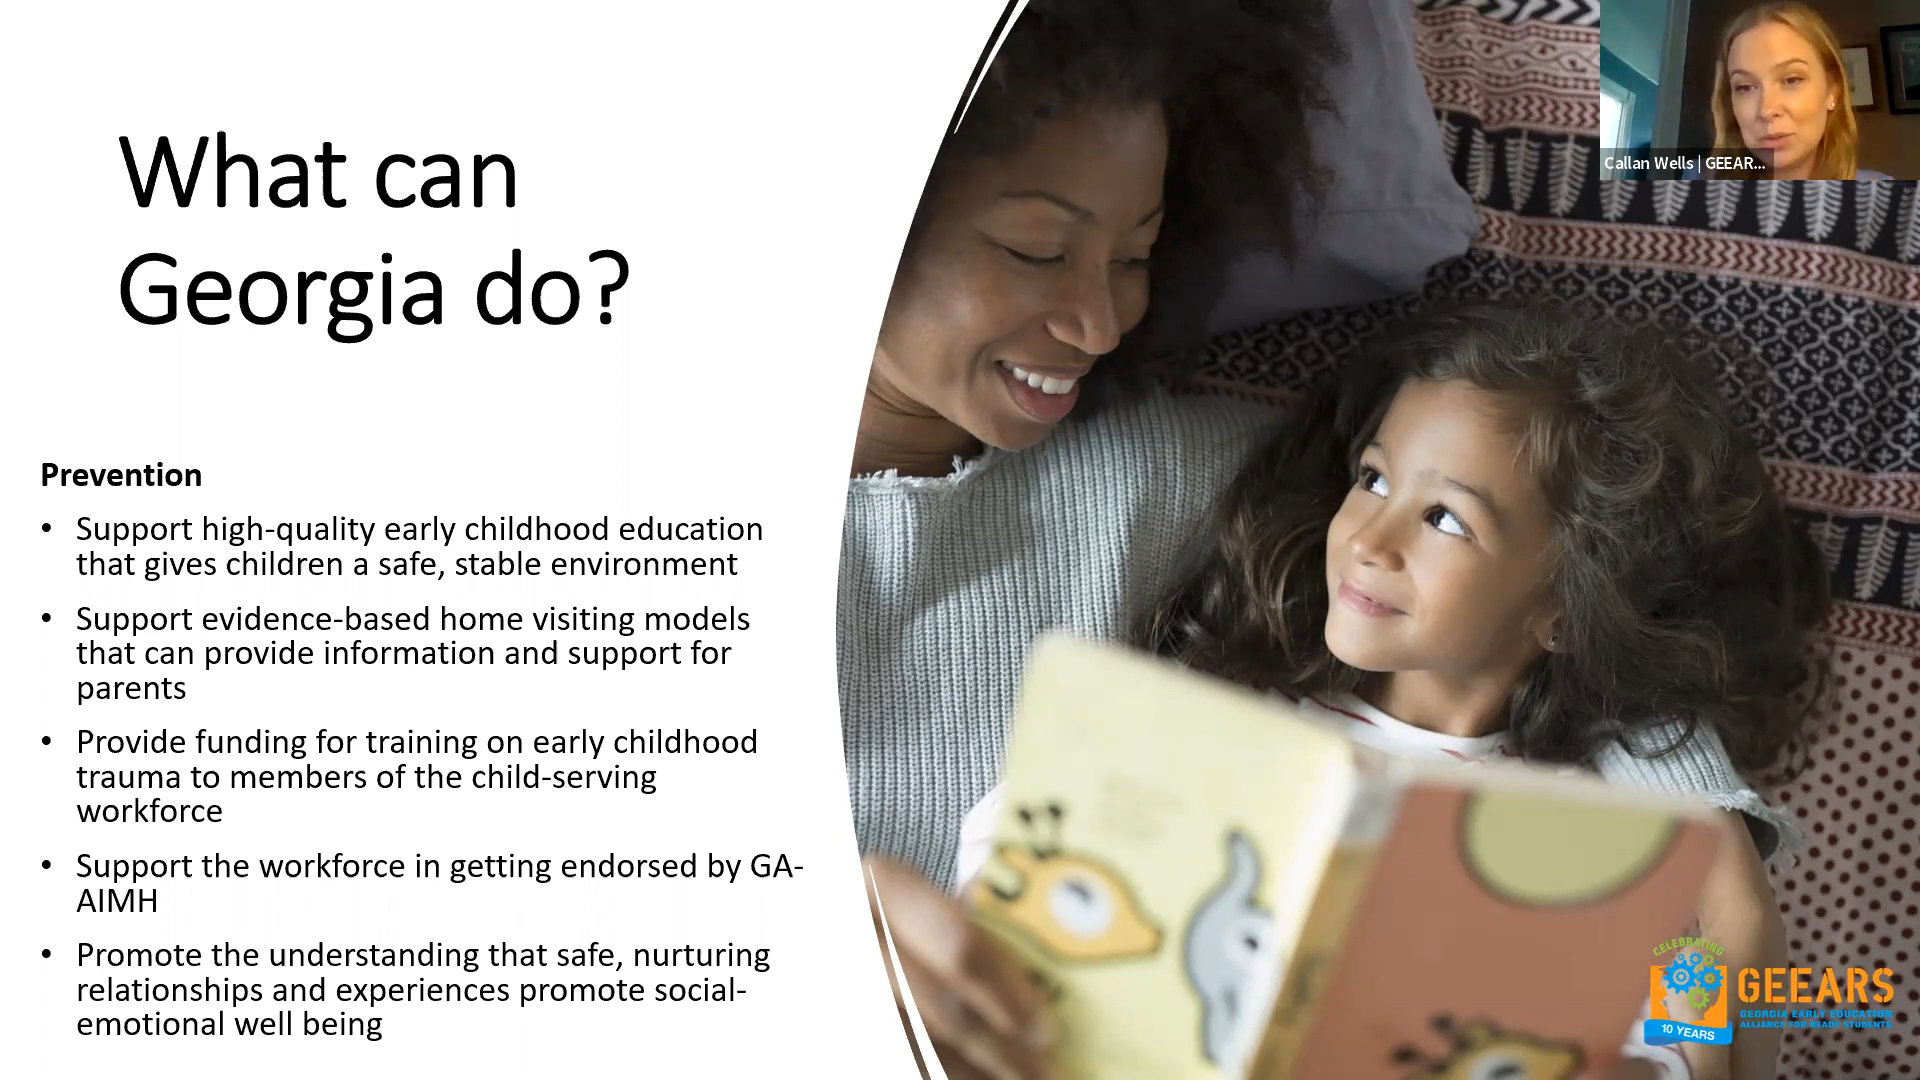 What can
Georgia do?
Prevention
• Support high-quality early childhood education
that gives children a safe, stable environment
• Support evidence-based home visiting models
that can provide information and support for
parents
• Provide funding for training on early childhood
trauma to members of the child-serving
workforce
• Support the workforce in getting endorsed by GA-
AIMH
• Promote the understanding that safe, nurturing
relationships and experiences promote social-
emotional well being
Callan Wells | GEEAR...
CELEBRATING
10 YEARS
GEEARS
GEORGIA EARLY EDUCATION
ALLIANCE FOR READY STUDENTS